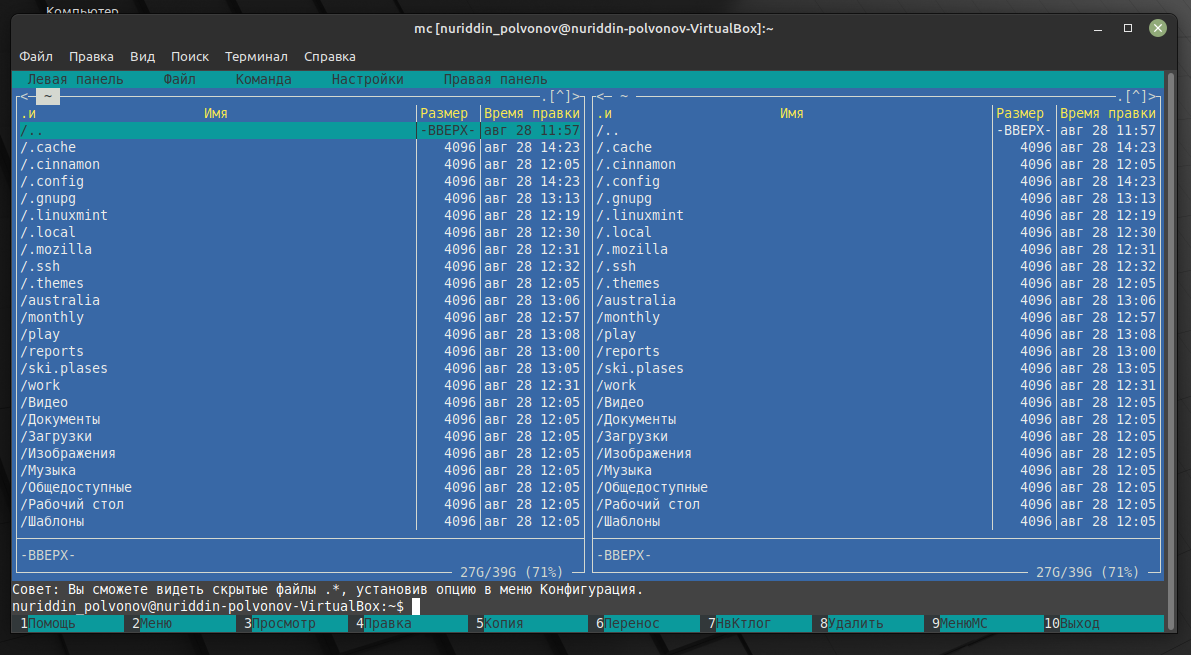 Компьютер
mc [nuriddin_polvonov@nuriddin-polvonov-VirtualBox]:~
Файл Правка Вид Поиск Терминал Справка
Левая панель Файл Команда Настройки Правая панель
<─ ~ .[^]> <─ ~ .[^]>
.и Имя Размер Время правки .и Имя Размер Время правки
/.. -ВВЕРХ- авг 28 11:57 /.. -ВВЕРХ- авг 28 11:57
/.cache 4096 авг 28 14:23 /.cache 4096 авг 28 14:23
/.cinnamon 4096 авг 28 12:05 /.cinnamon 4096 авг 28 12:05
/.config 4096 авг 28 14:23 /.config 4096 авг 28 14:23
/.gnupg 4096 авг 28 13:13 /.gnupg 4096 авг 28 13:13
/.linuxmint 4096 авг 28 12:19 /.linuxmint 4096 авг 28 12:19
/.local 4096 авг 28 12:30 /.local 4096 авг 28 12:30
/.mozilla 4096 авг 28 12:31 /.mozilla 4096 авг 28 12:31
/.ssh 4096 авг 28 12:32 /.ssh 4096 авг 28 12:32
/.themes 4096 авг 28 12:05 /.themes 4096 авг 28 12:05
/australia 4096 авг 28 13:06 /australia 4096 авг 28 13:06
/monthly 4096 авг 28 12:57 /monthly 4096 авг 28 12:57
/play 4096 авг 28 13:08 /play 4096 авг 28 13:08
/reports 4096 авг 28 13:00 /reports 4096 авг 28 13:00
/ski.plases 4096 авг 28 13:05 /ski.plases 4096 авг 28 13:05
/work 4096 авг 28 12:31 /work 4096 авг 28 12:31
/Видео 4096 авг 28 12:05 /Видео 4096 авг 28 12:05
/Документы 4096 авг 28 12:05 /Документы 4096 авг 28 12:05
/Загрузки 4096 авг 28 12:05 /Загрузки 4096 авг 28 12:05
/Изображения 4096 авг 28 12:05 /Изображения 4096 авг 28 12:05
/Музыка 4096 авг 28 12:05 /Музыка 4096 авг 28 12:05
/Общедоступные 4096 авг 28 12:05 /Общедоступные 4096 авг 28 12:05
/Рабочий стол 4096 авг 28 12:05 /Рабочий стол 4096 авг 28 12:05
/Шаблоны 4096 авг 28 12:05 /Шаблоны 4096 авг 28 12:05
-ВВЕРХ- -ВВЕРХ-
27G/39G (71%) 27G/39G (71%)
Совет: Вы сможете видеть скрытые файлы .*, установив опцию в меню Конфигурация.
nuriddin_polvonov@nuriddin-polvonov-VirtualBox:~$
1Помощь 2Меню 3Просмотр 4Правка 5Копия 6Перенос 7НвКтлог 8Удалить 9МенюMC 10Выход